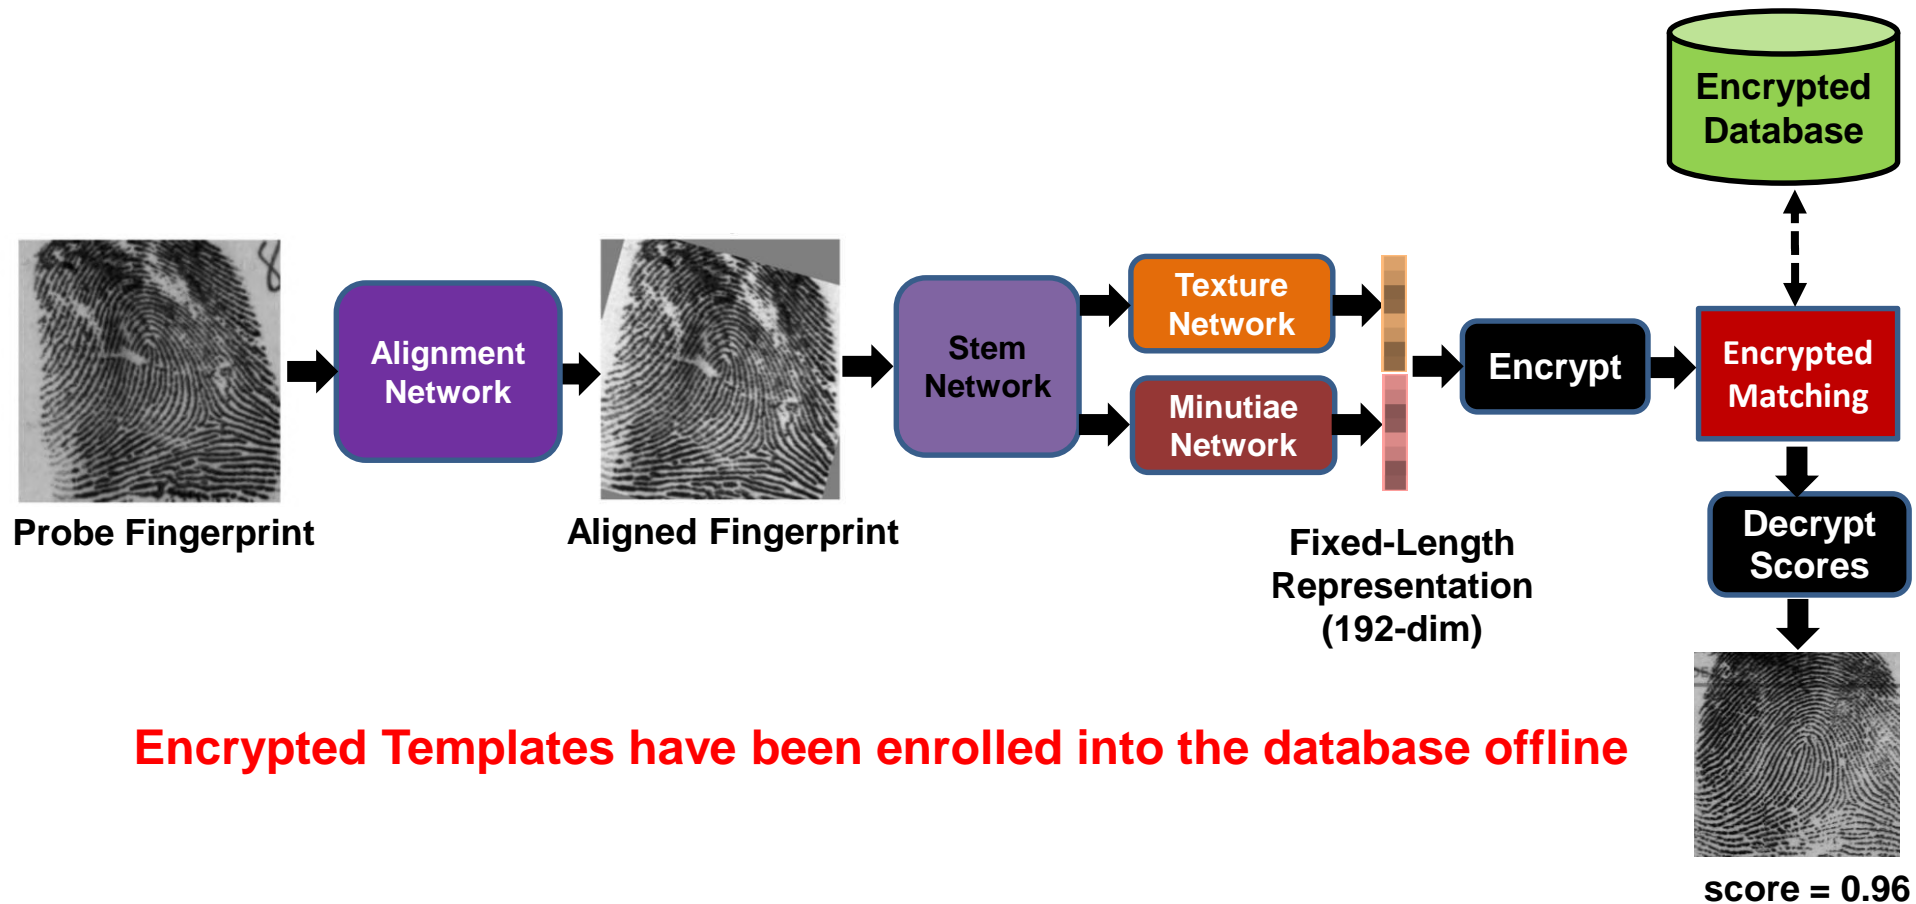 Encrypted
Database
Alignment
Network
Stem
Network
Texture
Network
Minutiae
Network
Encrypt
Encrypted
Matching
Probe Fingerprint
Aligned Fingerprint
Fixed-Length
Representation
(192-dim)
Decrypt
Scores
Encrypted Templates have been enrolled into the database offline
score = 0.96